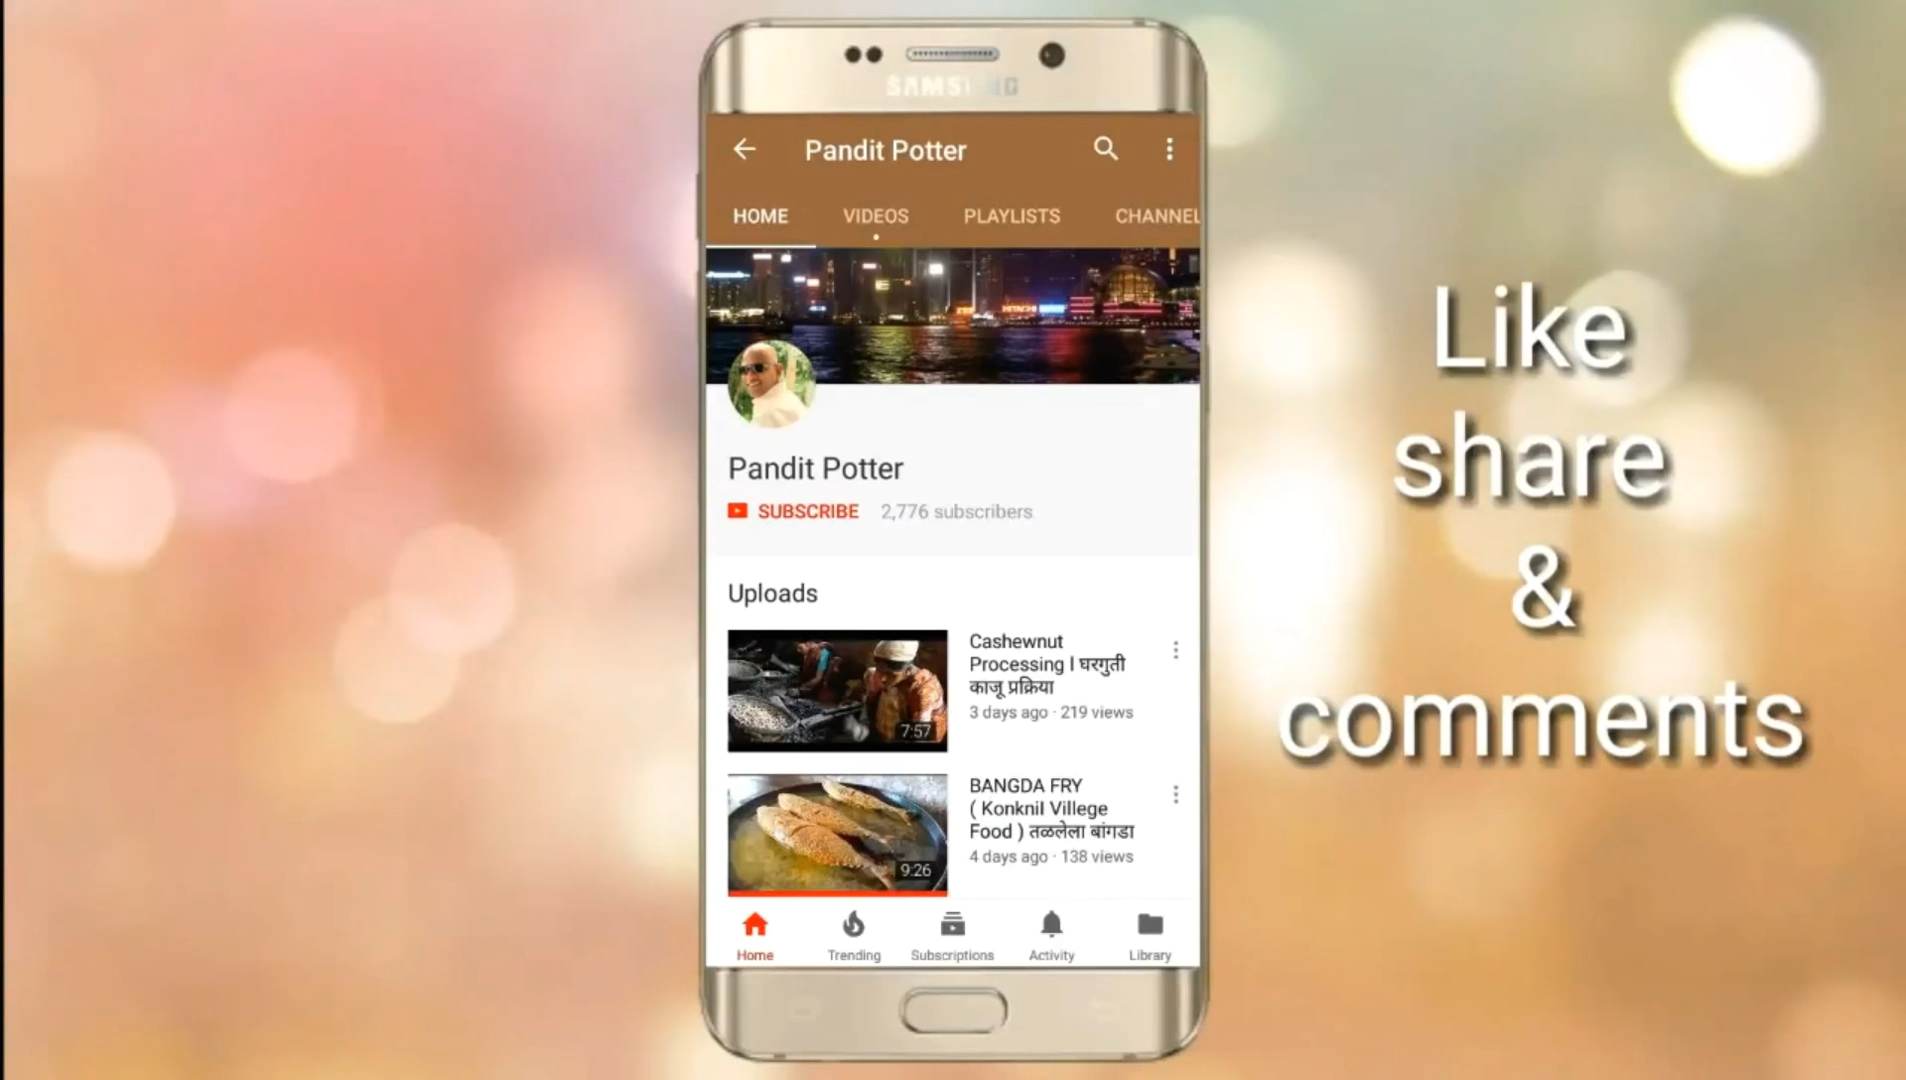 SAMSUNG
Pandit Potter
HOME VIDEOS PLAYLISTS CHANNEL
HITACHI
Pandit Potter
SUBSCRIBE 2,776 subscribers
Uploads
Cashewnut
Processing l घरगुती
काजू प्रक्रिया
3 days ago · 219 views
7:57
BANGDA FRY
( Konknil Villege
Food ) तळलेला बांगडा
4 days ago · 138 views
9:26
Home Trending Subscriptions Activity Library
Like
share
&
comments